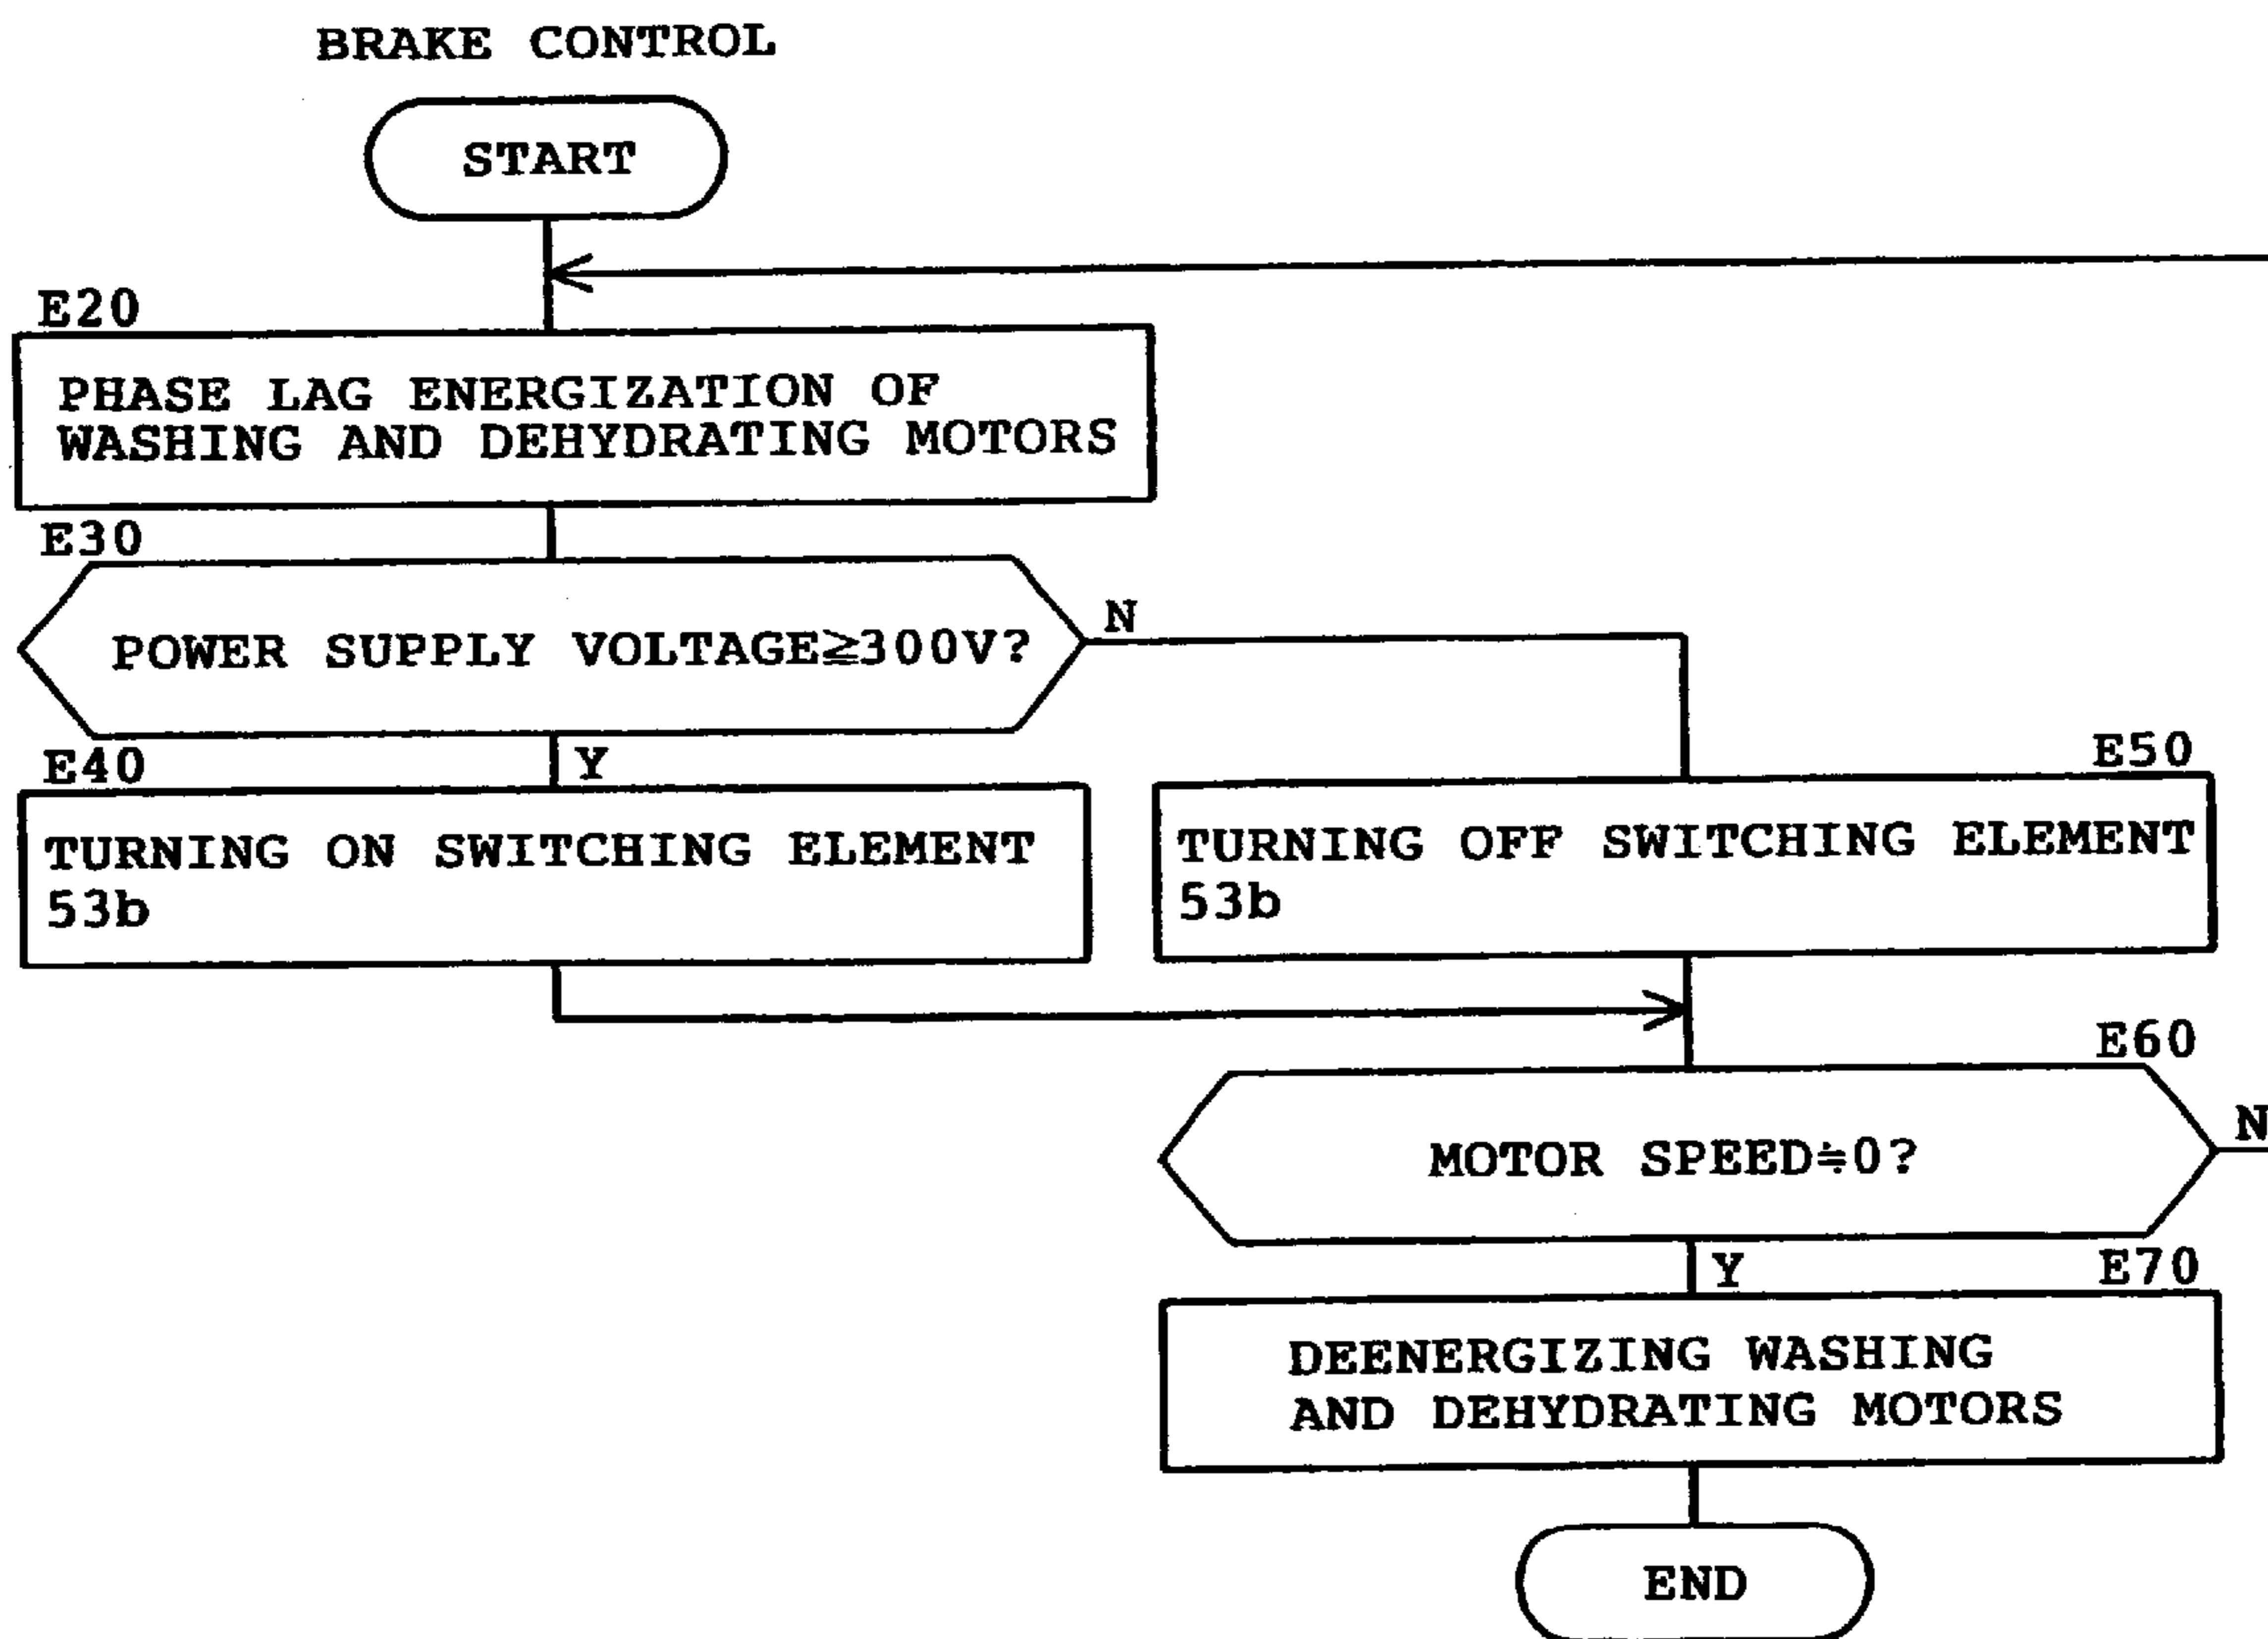 BRAKE CONTROL
START
E20
PHASE LAG ENERGIZATION OF
WASHING AND DEHYDRATING MOTORS
E30
POWER SUPPLY VOLTAGE≧300V?
N
Y
E40
TURNING ON SWITCHING ELEMENT
53b
E50
TURNING OFF SWITCHING ELEMENT
53b
E60
MOTOR SPEED≒0?
N
Y
E70
DEENERGIZING WASHING
AND DEHYDRATING MOTORS
END